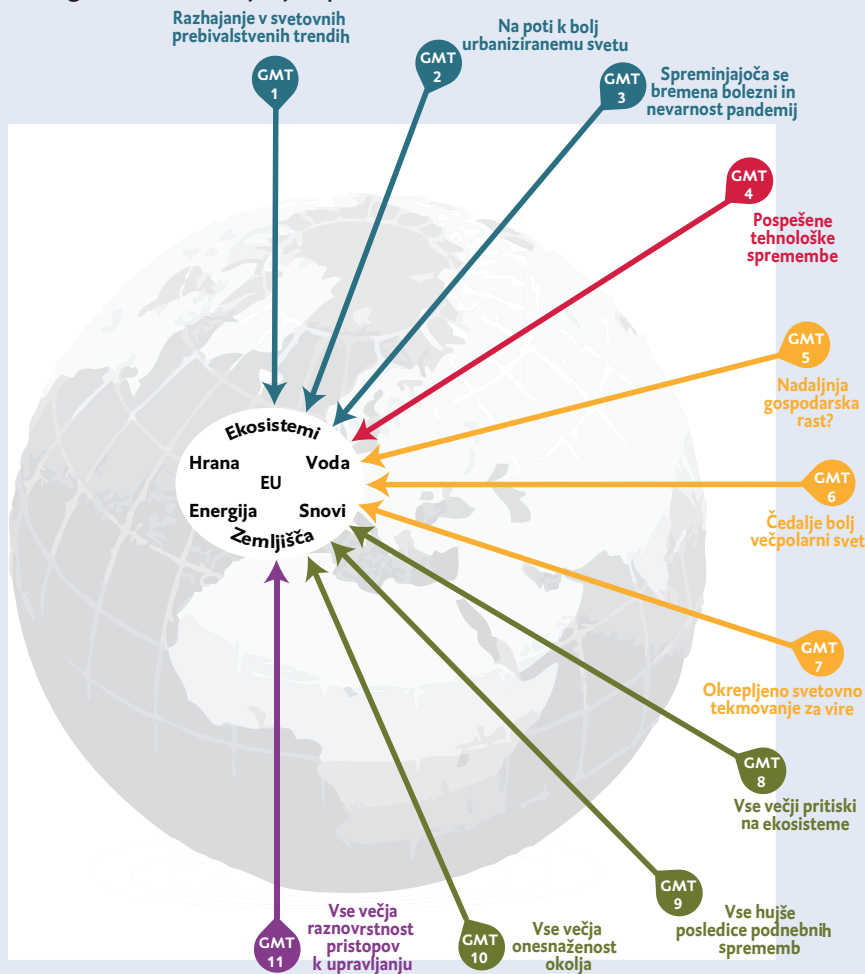 Razhajanje v svetovnih
prebivalstvenih trendih
GMT
1
Na poti k bolj
urbaniziranemu svetu
GMT
2
Spreminjajoča se
bremena bolezni in
nevarnost pandemij
GMT
3
GMT
4
Pospešene
tehnološke
spremembe
GMT
5
Nadaljnja
gospodarska
rast?
GMT
6
Čedalje bolj
večpolarni svet
GMT
7
Okrepljeno svetovno
tekmovanje za vire
GMT
8
Vse večji pritiski
na ekosisteme
GMT
9
Vse hujše
posledice podnebnih
sprememb
GMT
10
Vse večja
onesnaženost
okolja
GMT
11
Vse večja
raznovrstnost
pristopov
k upravljanju
Ekosistemi
Hrana Voda
EU
Energija Snovi
Zemljišča